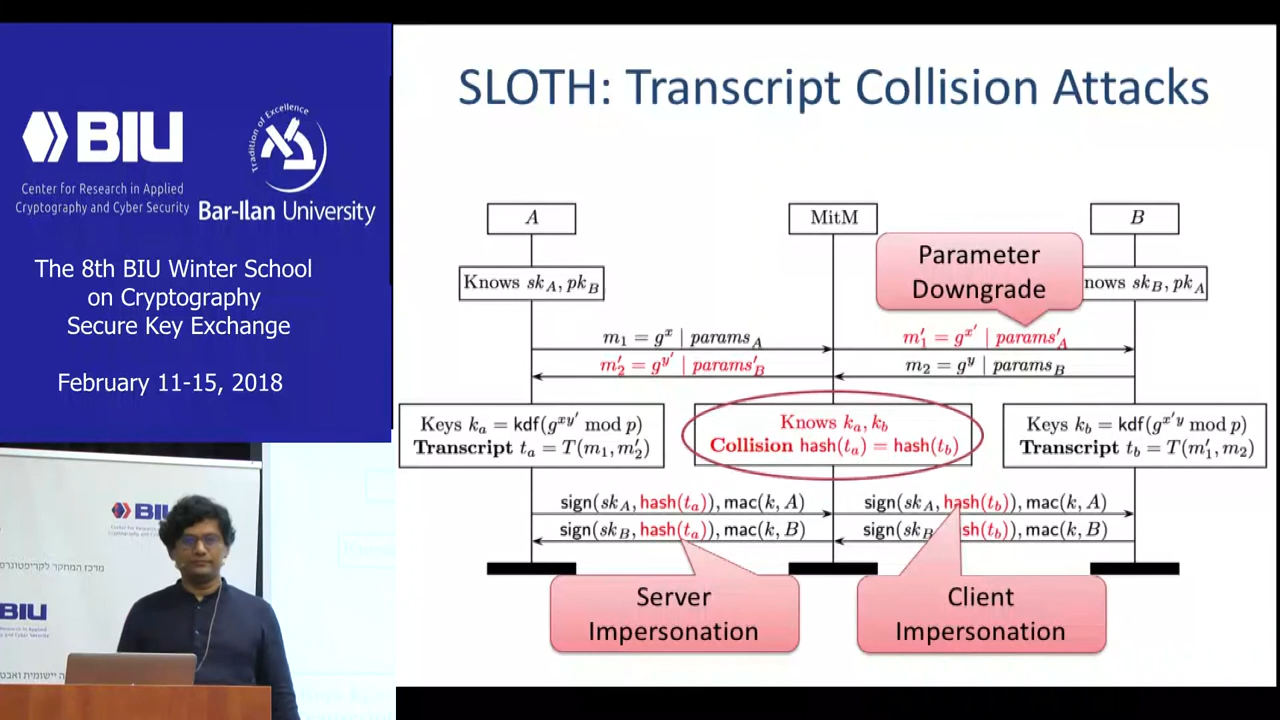 BIU
Center for Research in Applied
Cryptography and Cyber Security
Tradition of Excellence
Bar-Ilan University
The 8th BIU Winter School
on Cryptography
Secure Key Exchange
February 11-15, 2018
SLOTH: Transcript Collision Attacks
A
MitM
B
Knows sk_A, pk_B
Parameter
Downgrade
nows sk_B, pk_A
m_1 = g^x | params_A
m′_1 = g^x′ | params′_A
m′_2 = g^y′ | params′_B
m_2 = g^y | params_B
Keys k_a = kdf(g^xy′ mod p)
Transcript t_a = T(m_1, m′_2)
Knows k_a, k_b
Collision hash(t_a) = hash(t_b)
Keys k_b = kdf(g^x′y mod p)
Transcript t_b = T(m′_1, m_2)
sign(sk_A, hash(t_a)), mac(k, A)
sign(sk_A, hash(t_b)), mac(k, A)
sign(sk_B, hash(t_a)), mac(k, B)
sign(sk_B sh(t_b)), mac(k, B)
Server
Impersonation
Client
Impersonation
BIU
BIU